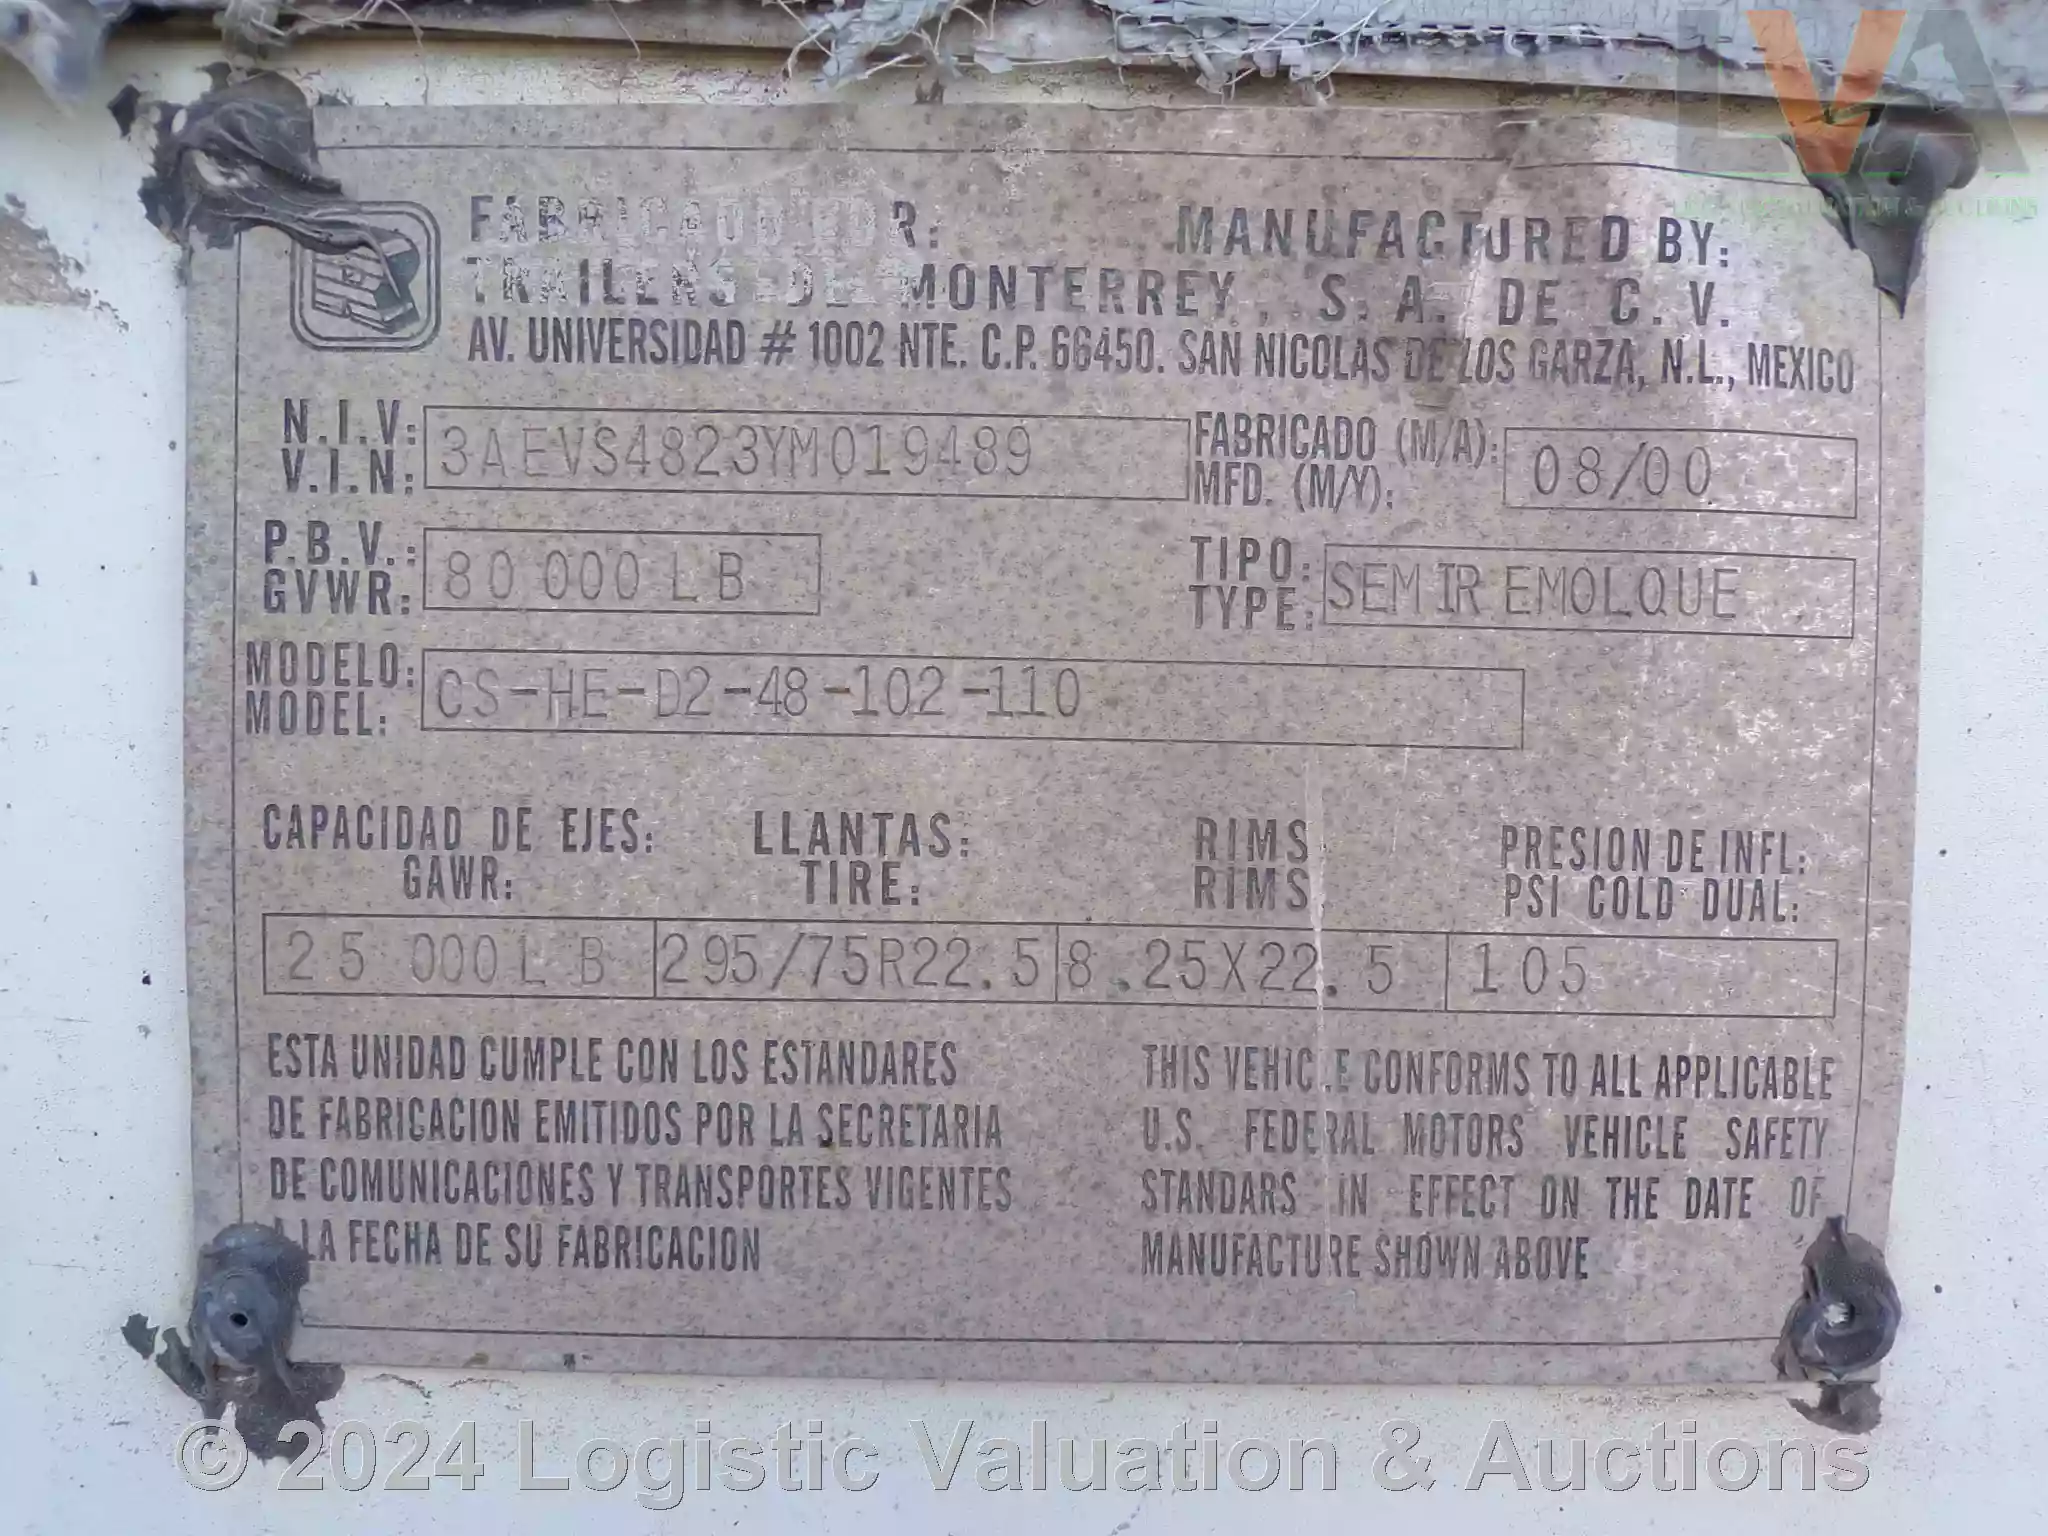 LVA
FABRICADO POR: MANUFACTURED BY:
TRAILERS DE MONTERREY, S. A. DE C. V.
AV. UNIVERSIDAD # 1002 NTE. C.P. 66450. SAN NICOLAS DE LOS GARZA, N.L., MEXICO
N.I.V: 3AEVS4823YM019489 FABRICADO (M/A): 08/00
V.I.N: MFD. (M/Y):
P.B.V.: 80 000 LB TIPO: SEMIREMOLQUE
GVWR: TYPE:
MODELO: CS-HE-D2-48-102-110
MODEL:
CAPACIDAD DE EJES: LLANTAS: RIMS PRESION DE INFL:
GAWR: TIRE: RIMS PSI COLD DUAL:
25 000 LB 295/75R22.5 8.25X22.5 105
ESTA UNIDAD CUMPLE CON LOS ESTANDARES
DE FABRICACION EMITIDOS POR LA SECRETARIA
DE COMUNICACIONES Y TRANSPORTES VIGENTES
A LA FECHA DE SU FABRICACION
THIS VEHICLE CONFORMS TO ALL APPLICABLE
U.S. FEDERAL MOTORS VEHICLE SAFETY
STANDARS IN EFFECT ON THE DATE OF
MANUFACTURE SHOWN ABOVE
© 2024 Logistic Valuation & Auctions